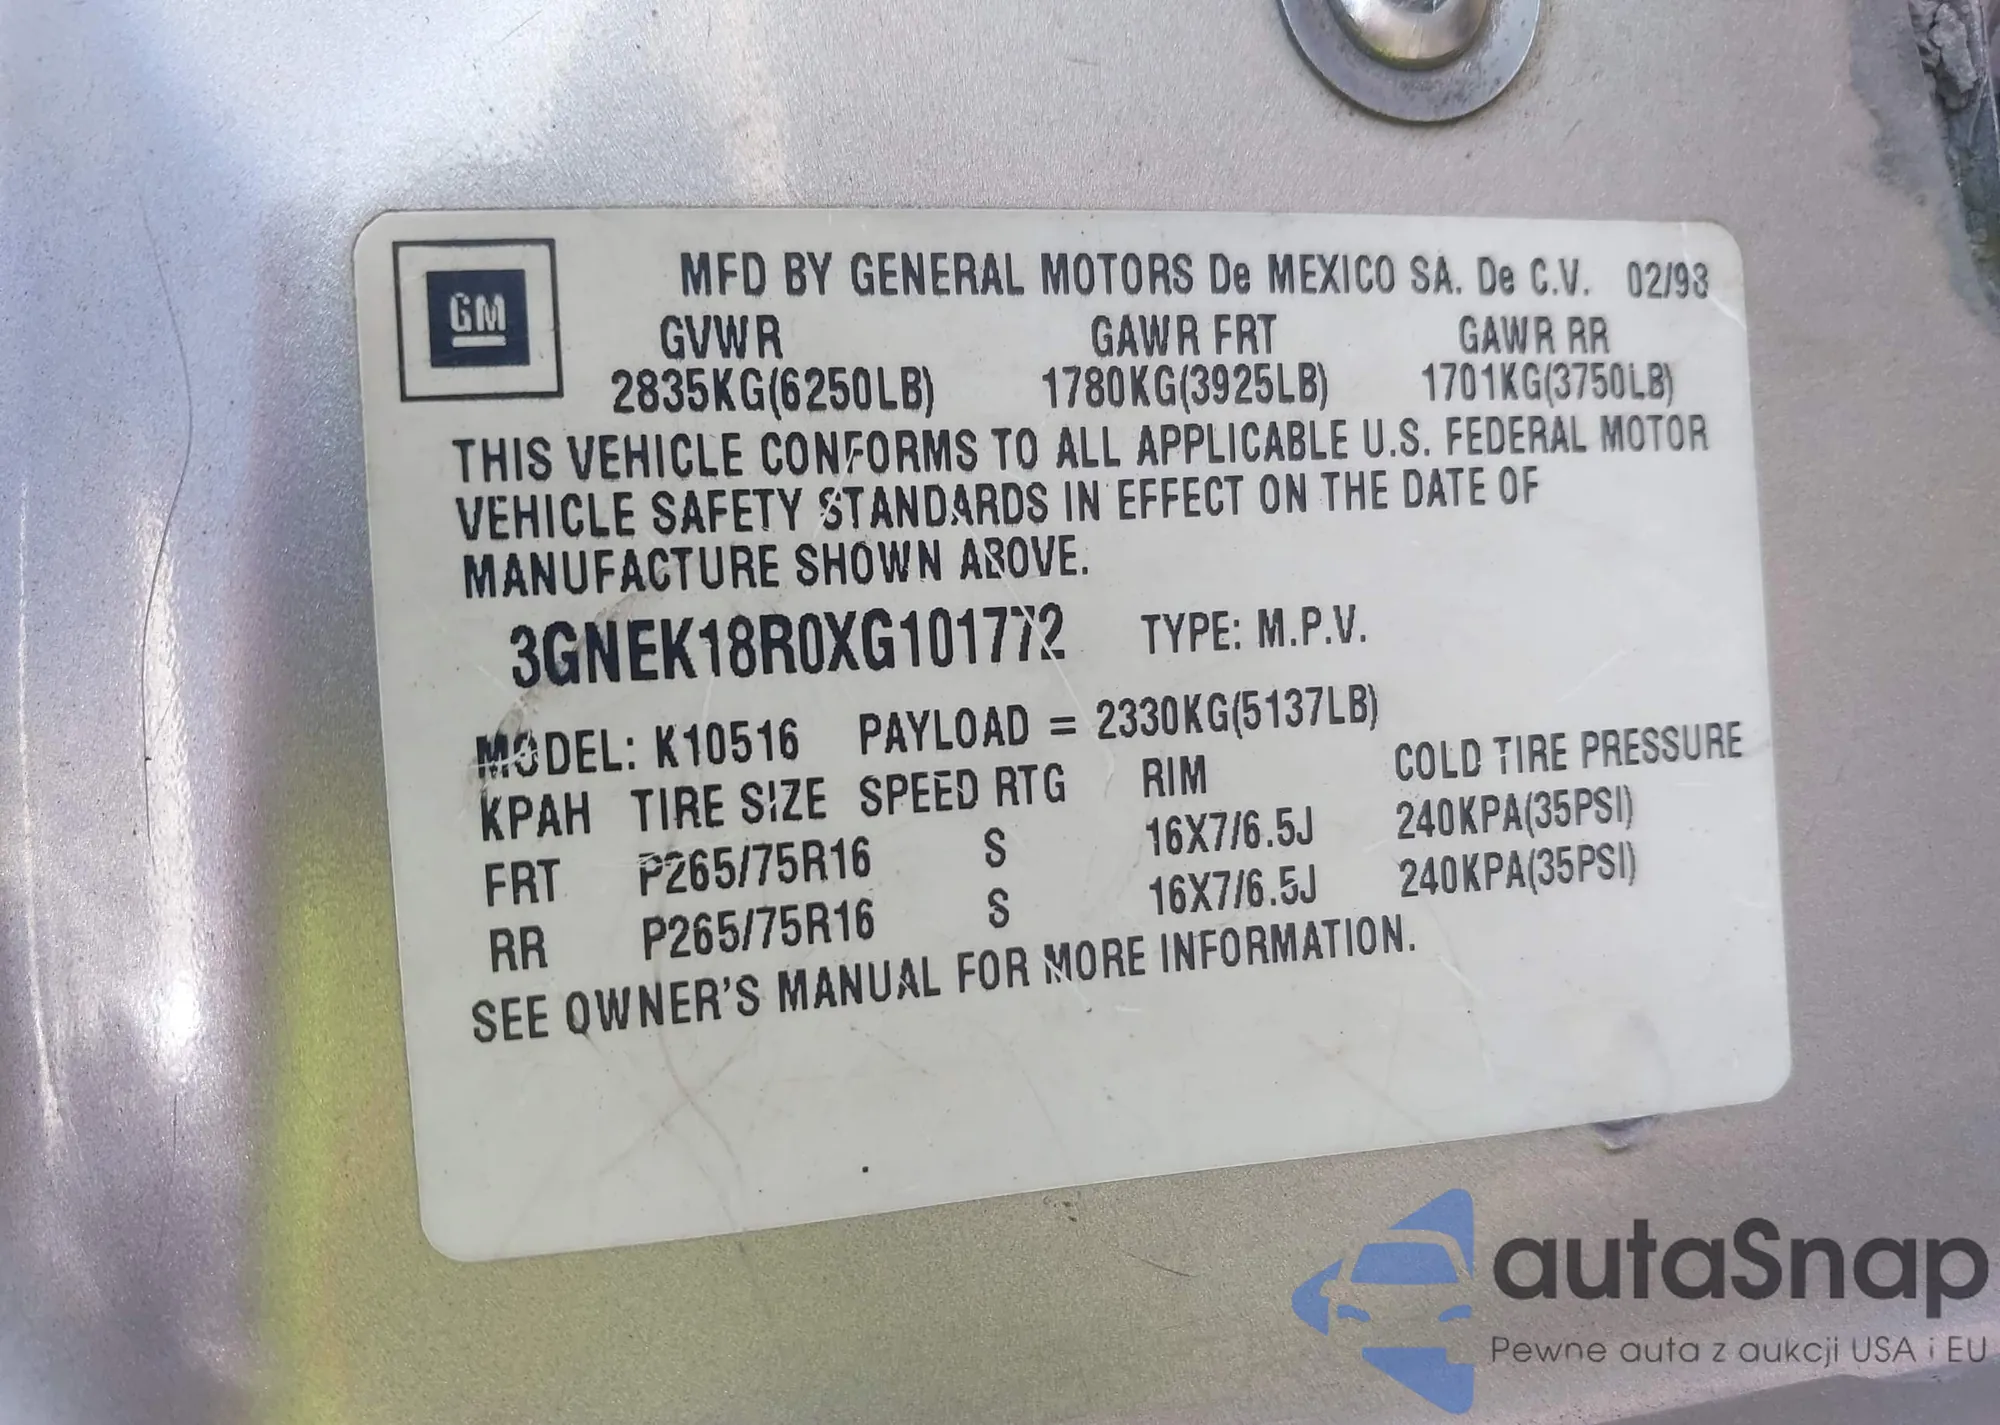 GM
MFD BY GENERAL MOTORS De MEXICO SA. De C.V. 02/98
GVWR GAWR FRT GAWR RR
2835KG(6250LB) 1780KG(3925LB) 1701KG(3750LB)
THIS VEHICLE CONFORMS TO ALL APPLICABLE U.S. FEDERAL MOTOR
VEHICLE SAFETY STANDARDS IN EFFECT ON THE DATE OF
MANUFACTURE SHOWN ABOVE.
3GNEK18R0XG101772 TYPE: M.P.V.
MODEL: K10516 PAYLOAD = 2330KG(5137LB)
KPAH TIRE SIZE SPEED RTG RIM COLD TIRE PRESSURE
FRT P265/75R16 S 16X7/6.5J 240KPA(35PSI)
RR P265/75R16 S 16X7/6.5J 240KPA(35PSI)
SEE OWNER'S MANUAL FOR MORE INFORMATION.
autaSnap
Pewne auta z aukcji USA i EU